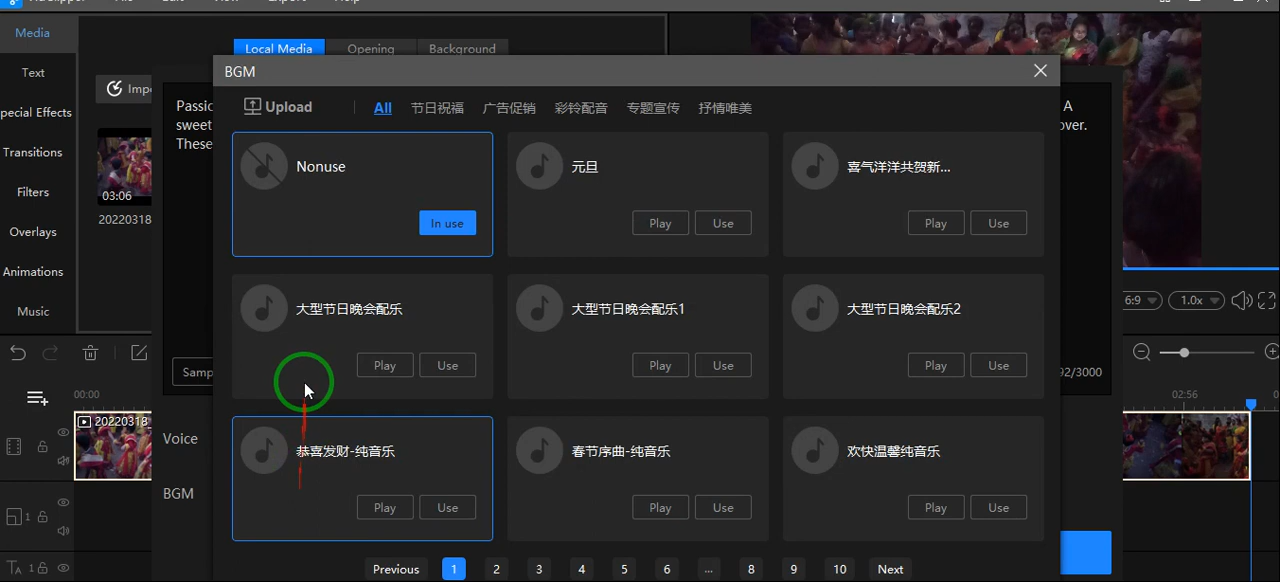 Media
Local Media
Opening
Background
BGM
Text
Upload
All
节日祝福
广告促销
彩铃配音
专题宣传
抒情唯美
Nonuse
In use
元旦
Play
Use
喜气洋洋共贺新...
Play
Use
大型节日晚会配乐
Play
Use
大型节日晚会配乐1
Play
Use
大型节日晚会配乐2
Play
Use
恭喜发财-纯音乐
Play
Use
春节序曲-纯音乐
Play
Use
欢快温馨纯音乐
Play
Use
Previous
1
2
3
4
5
6
...
8
9
10
Next
pecial Effects
Transitions
Filters
Overlays
Animations
Music
Impo
03:06
20220318
Passic
sweet
These
A
over.
Samp
92/3000
6:9
1.0x
00:00
02:56
20220318_
Voice
BGM
1
1